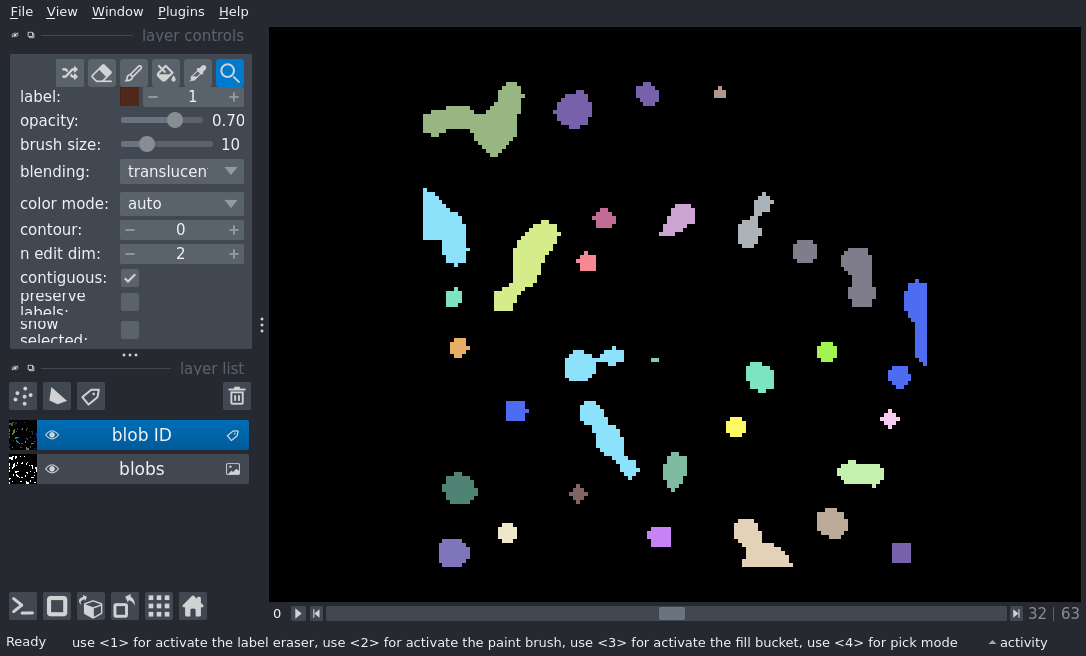 File View Window Plugins Help
layer controls
label: 1
opacity: 0.70
brush size: 10
blending: translucen
color mode: auto
contour: 0
n edit dim: 2
contiguous:
preserve
labels:
show
selected:
layer list
blob ID
blobs
0 32 63
Ready use <1> for activate the label eraser, use <2> for activate the paint brush, use <3> for activate the fill bucket, use <4> for pick mode activity